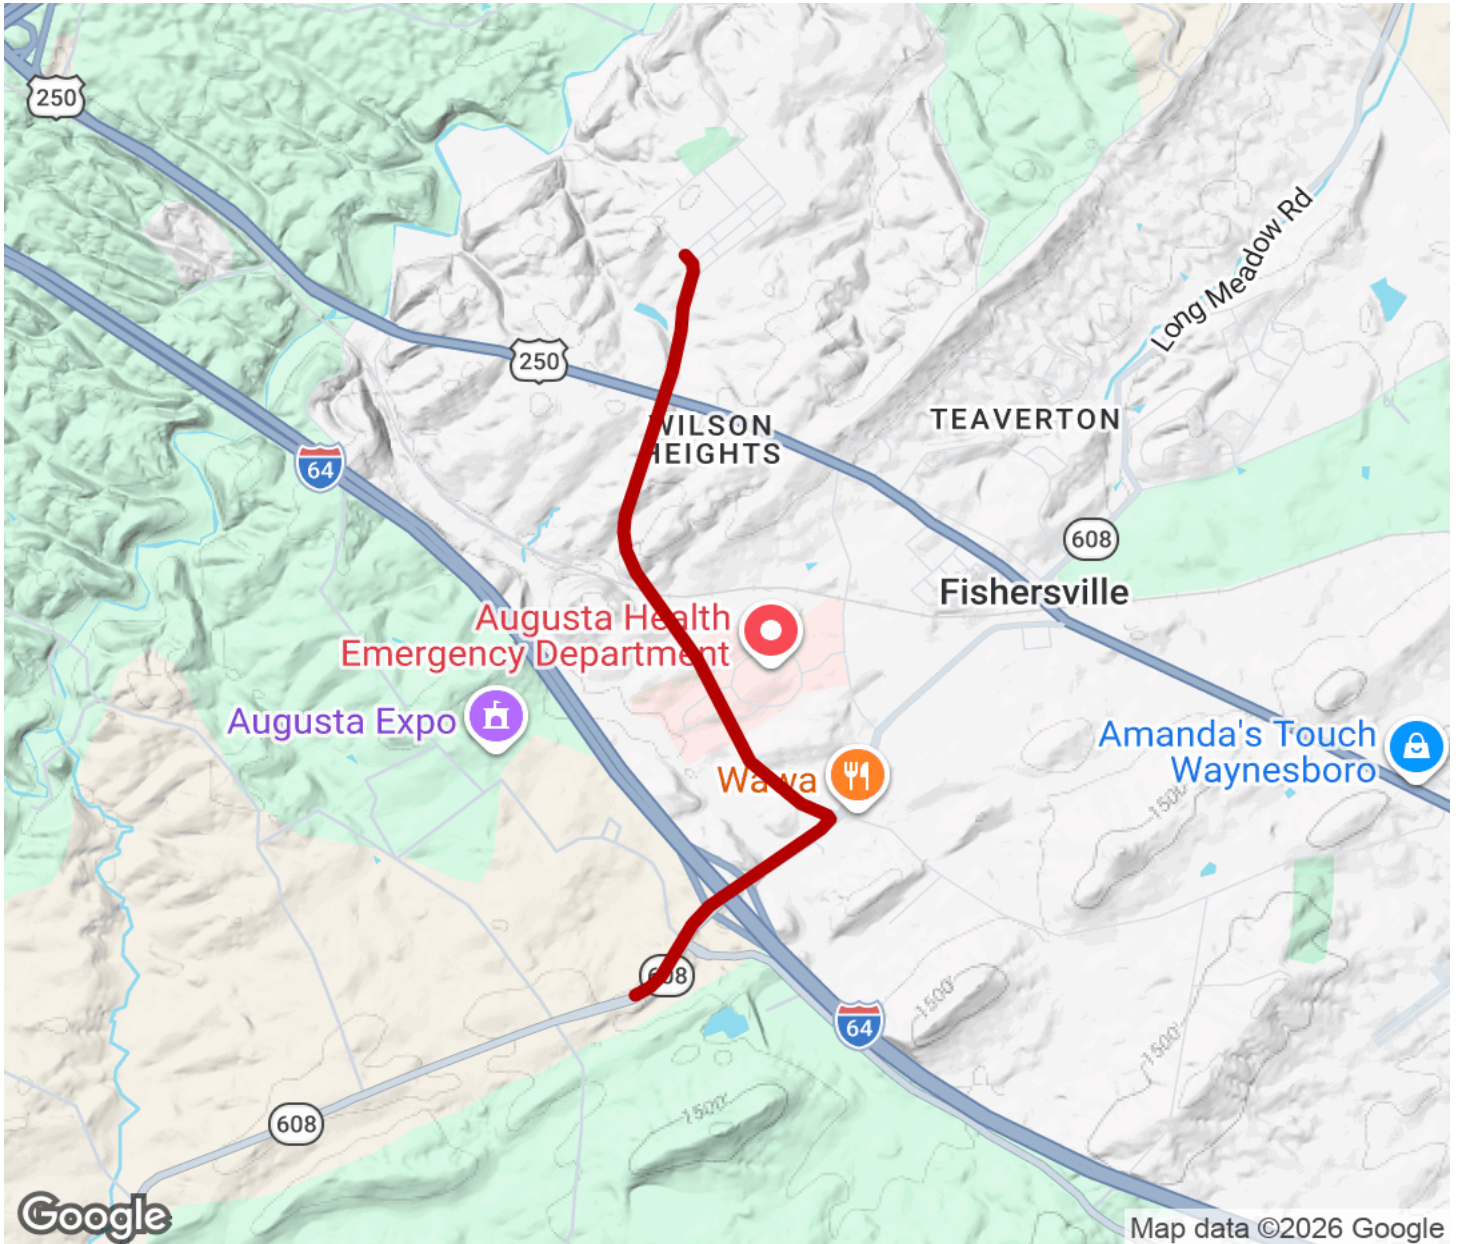 250
Long Meadow Rd
250
WILSON
HEIGHTS
TEAVERTON
64
608
Fishersville
Augusta Health
Emergency Department
Augusta Expo
Amanda's Touch
Waynesboro
Wawa
1500'
608
1500'
64
1500'
1500'
608
Google
Map data ©2026 Google